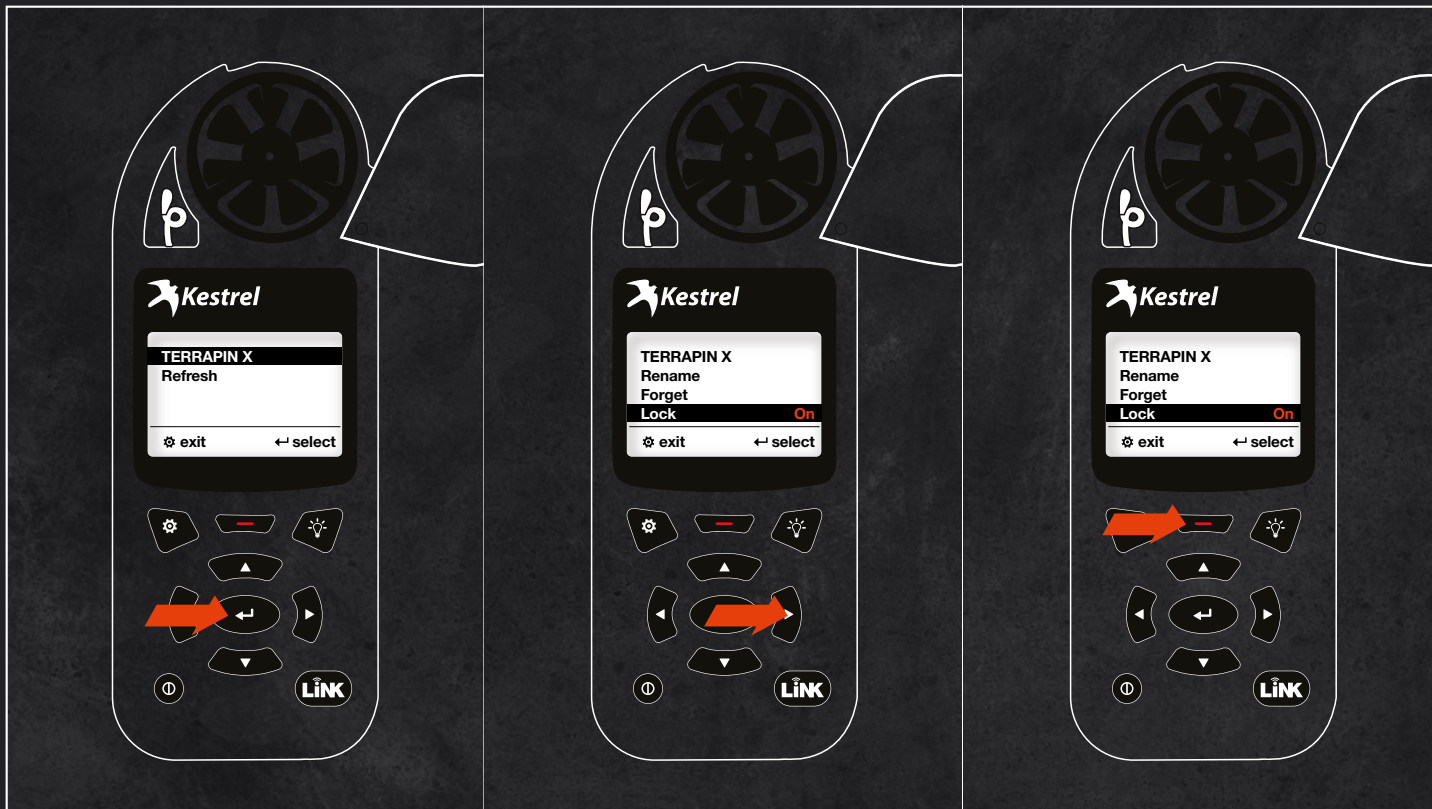 Kestrel
TERRAPIN X
Refresh
exit
select
LiNK
Kestrel
TERRAPIN X
Rename
Forget
Lock On
exit
select
LiNK
Kestrel
TERRAPIN X
Rename
Forget
Lock On
exit
select
LiNK